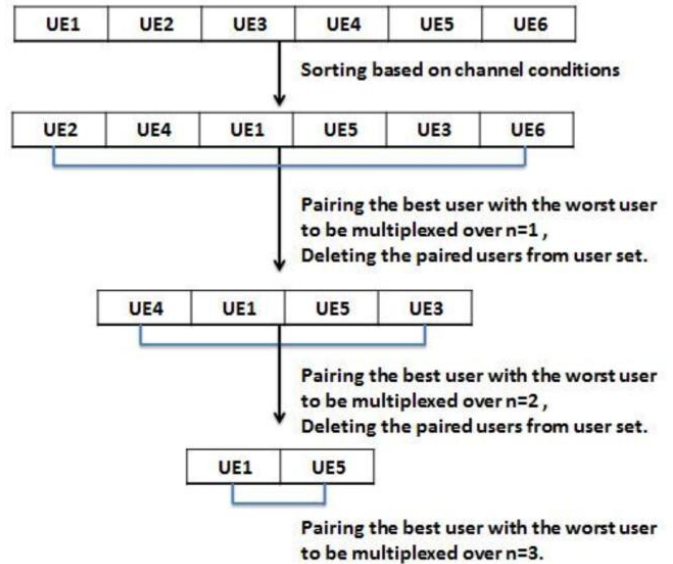 UE1 UE2 UE3 UE4 UE5 UE6
Sorting based on channel conditions
UE2 UE4 UE1 UE5 UE3 UE6
Pairing the best user with the worst user
to be multiplexed over n=1 ,
Deleting the paired users from user set.
UE4 UE1 UE5 UE3
Pairing the best user with the worst user
to be multiplexed over n=2 ,
Deleting the paired users from user set.
UE1 UE5
Pairing the best user with the worst user
to be multiplexed over n=3.